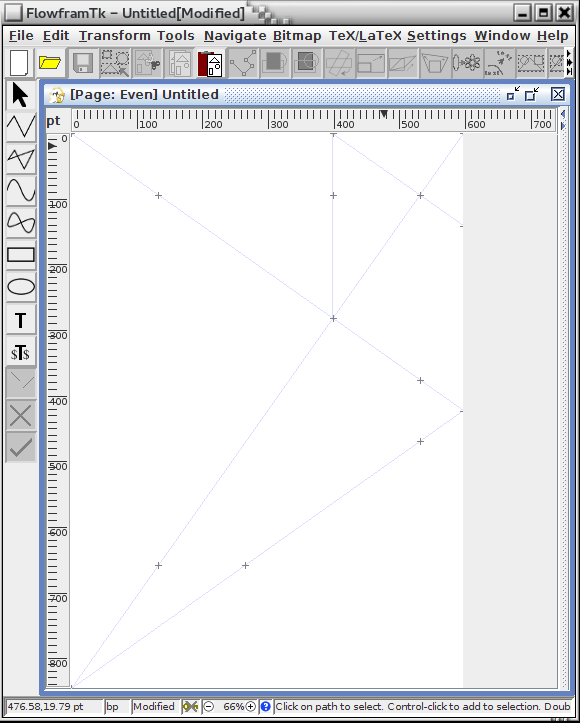 FlowframTk - Untitled[Modified]
File Edit Transform Tools Navigate Bitmap TeX/LaTeX Settings Window Help
[Page: Even] Untitled
pt
0 100 200 300 400 500 600 700
0
100
200
300
400
500
600
700
800
T
$T$
476.58,19.79 pt bp Modified 66% Click on path to select. Control-click to add to selection. Doub